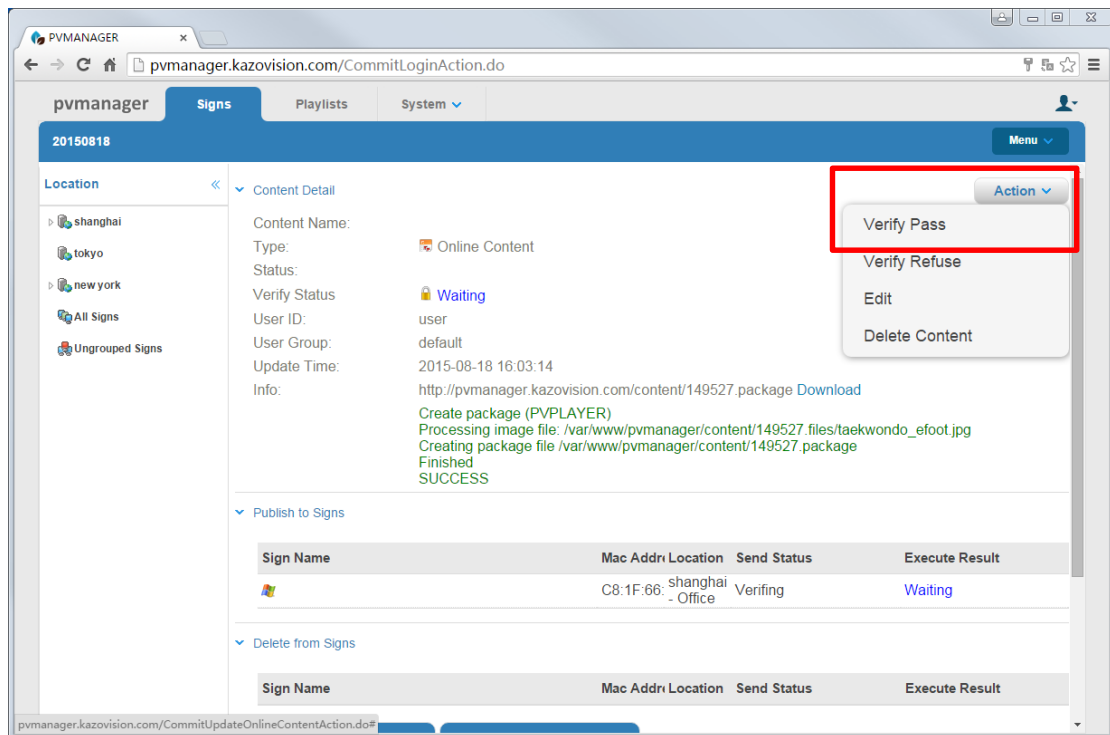 PVMANAGER
pvmanager.kazovision.com/CommitLoginAction.do
pvmanager Signs Playlists System
20150818 Menu
Location
shanghai
tokyo
new york
All Signs
Ungrouped Signs
Content Detail
Action
Verify Pass
Verify Refuse
Edit
Delete Content
Content Name:
Type: Online Content
Status:
Verify Status Waiting
User ID: user
User Group: default
Update Time: 2015-08-18 16:03:14
Info: http://pvmanager.kazovision.com/content/149527.package Download
Create package (PVPLAYER)
Processing image file: /var/www/pvmanager/content/149527.files/taekwondo_efoot.jpg
Creating package file /var/www/pvmanager/content/149527.package
Finished
SUCCESS
Publish to Signs
Sign Name Mac Addre Location Send Status Execute Result
C8:1F:66: shanghai - Office Verifing Waiting
Delete from Signs
Sign Name Mac Addre Location Send Status Execute Result
pvmanager.kazovision.com/CommitUpdateOnlineContentAction.do#